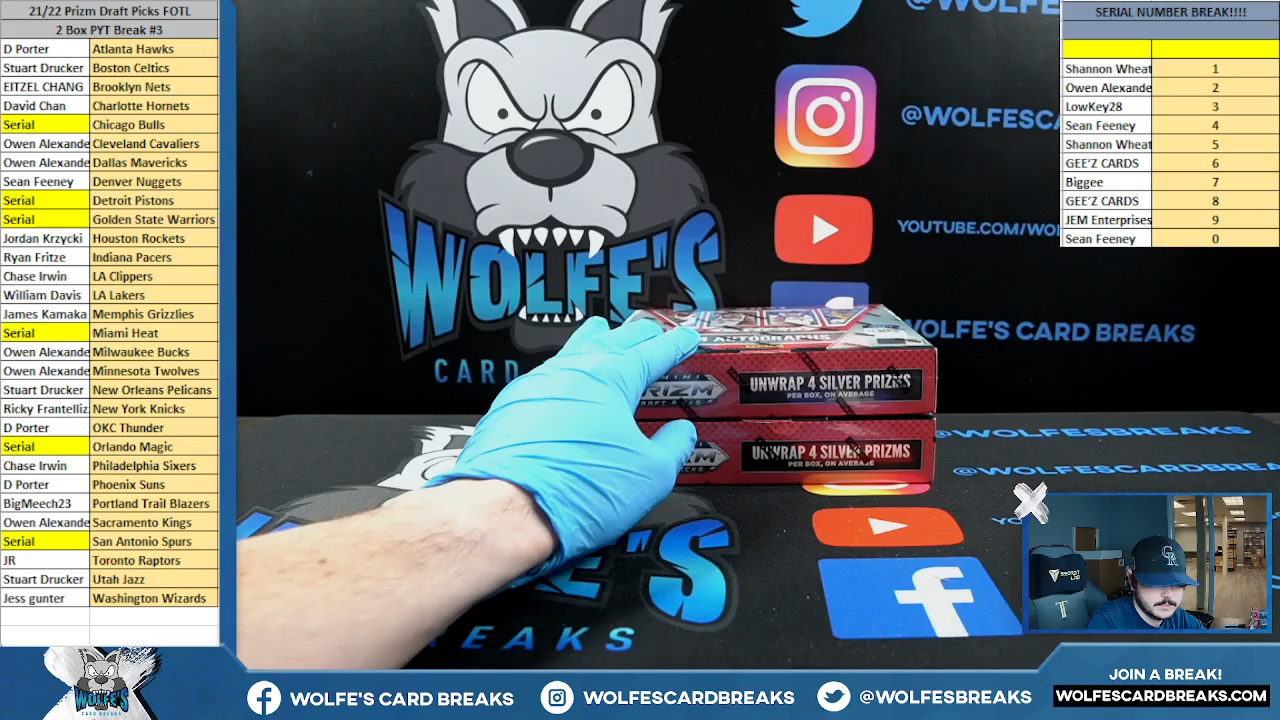 21/22 Prizm Draft Picks FOTL
2 Box PYT Break #3
D Porter Atlanta Hawks
Stuart Drucker Boston Celtics
EITZEL CHANG Brooklyn Nets
David Chan Charlotte Hornets
Serial Chicago Bulls
Owen Alexande Cleveland Cavaliers
Owen Alexande Dallas Mavericks
Sean Feeney Denver Nuggets
Serial Detroit Pistons
Serial Golden State Warriors
Jordan Krzycki Houston Rockets
Ryan Fritze Indiana Pacers
Chase Irwin LA Clippers
William Davis LA Lakers
James Kamaka Memphis Grizzlies
Serial Miami Heat
Owen Alexande Milwaukee Bucks
Owen Alexande Minnesota Twolves
Stuart Drucker New Orleans Pelicans
Ricky Frantelliz New York Knicks
D Porter OKC Thunder
Serial Orlando Magic
Chase Irwin Philadelphia Sixers
D Porter Phoenix Suns
BigMeech23 Portland Trail Blazers
Owen Alexande Sacramento Kings
Serial San Antonio Spurs
JR Toronto Raptors
Stuart Drucker Utah Jazz
Jess gunter Washington Wizards
SERIAL NUMBER BREAK!!!!
Shannon Wheat 1
Owen Alexande 2
LowKey28 3
Sean Feeney 4
Shannon Wheat 5
GEE'Z CARDS 6
Biggee 7
GEE'Z CARDS 8
JEM Enterprises 9
Sean Feeney 0
@WOLFESCA
YOUTUBE.COM/WO
WOLFE'S CARD BREAKS
WOLFE'S
CARD
AUTOGRAPHS
UNWRAP 4 SILVER PRIZMS
PER BOX, ON AVERAGE
UNWRAP 4 SILVER PRIZMS
PER BOX, ON AVERAGE
@WOLFESBREAKS
@WOLFESCARDBREAKS
REAKS
WOLFE'S
CARD BREAKS
WOLFE'S CARD BREAKS
WOLFESCARDBREAKS
@WOLFESBREAKS
JOIN A BREAK!
WOLFESCARDBREAKS.COM